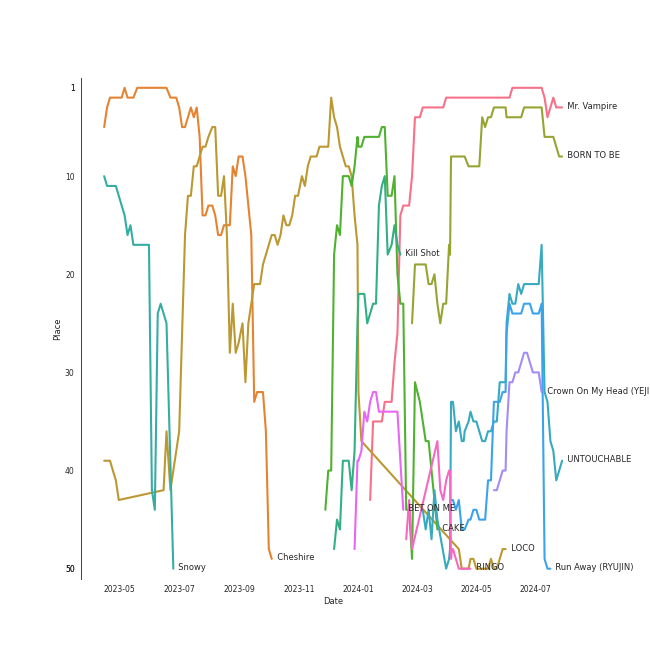 1
Mr. Vampire
BORN TO BE
10
Kill Shot
20
Place
30
Crown On My Head (YEJI
40
UNTOUCHABLE
BET ON ME
CAKE
LOCO
Cheshire
50
Snowy
RINGO
Run Away (RYUJIN)
2023-05
2023-07
2023-09
2023-11
2024-01
2024-03
2024-05
2024-07
Date